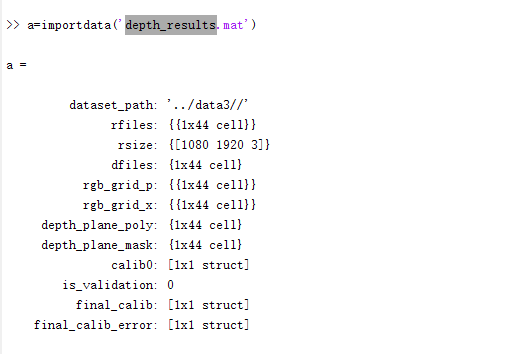 >> a=importdata('depth_results.mat')
a =
dataset_path: '../data3//'
rfiles: {{1x44 cell}}
rsize: {[1080 1920 3]}
dfiles: {1x44 cell}
rgb_grid_p: {{1x44 cell}}
rgb_grid_x: {{1x44 cell}}
depth_plane_poly: {1x44 cell}
depth_plane_mask: {1x44 cell}
calib0: [1x1 struct]
is_validation: 0
final_calib: [1x1 struct]
final_calib_error: [1x1 struct]